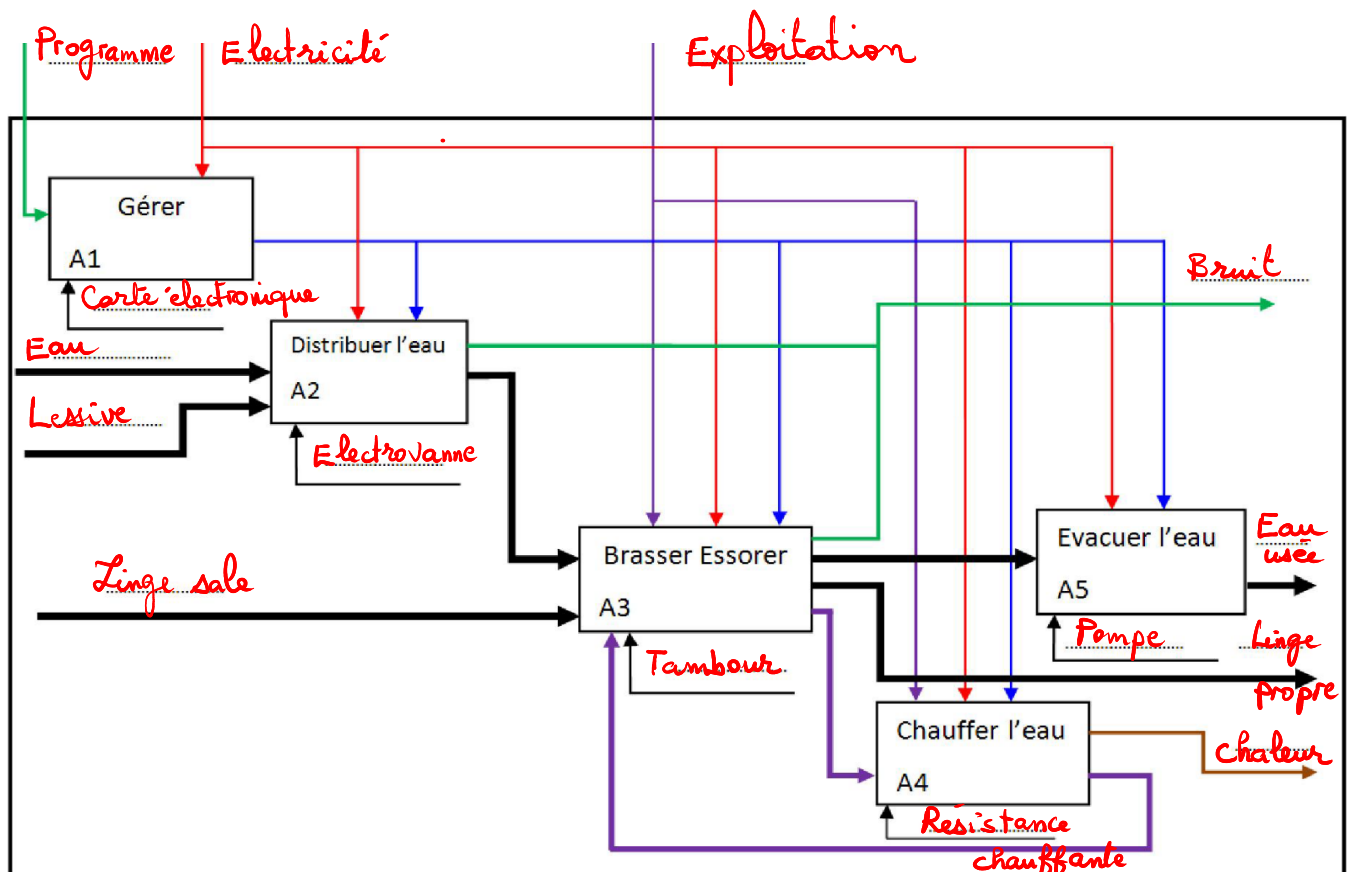 Programme
Electricité
Exploitation
Gérer
A1
Carte électronique
Bruit
Eau
Distribuer l'eau
A2
Lessive
Electrovanne
Evacuer l'eau
A5
Eau
usée
Brasser Essorer
A3
Linge sale
Pompe
Linge
propre
Tambour
Chauffer l'eau
A4
chaleur
Résistance
chauffante